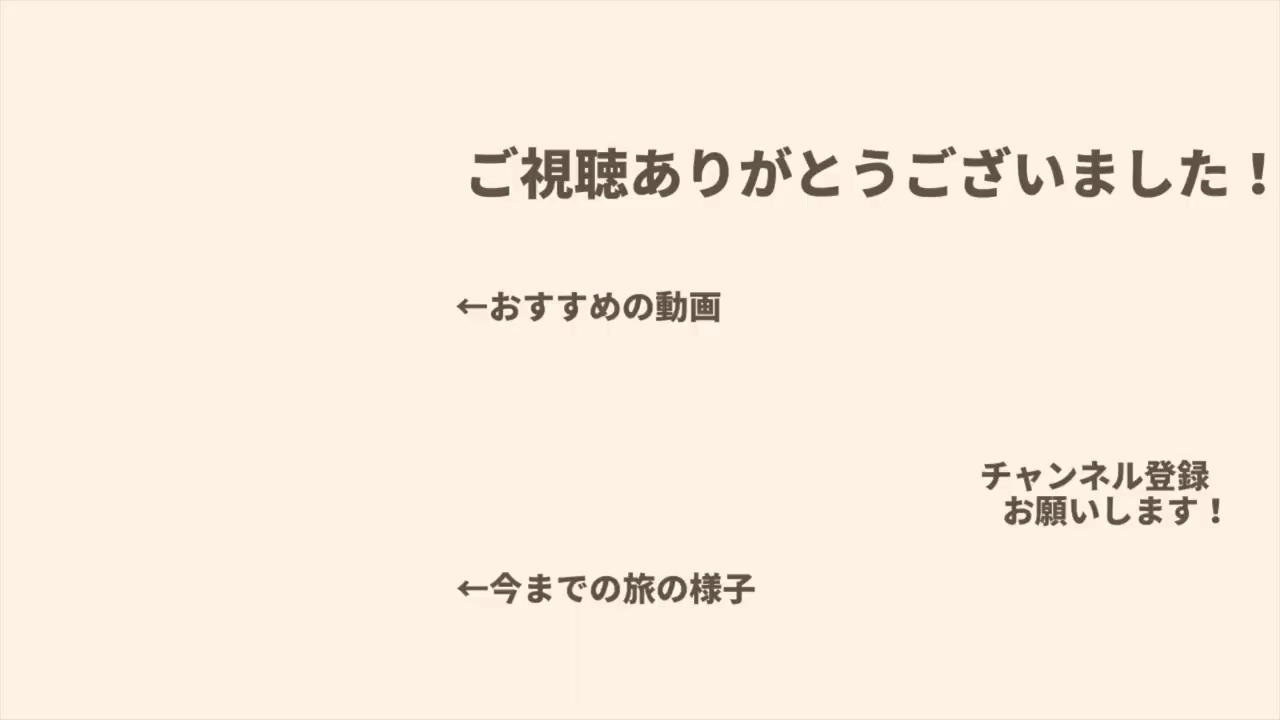 ご視聴ありがとうございました！
←おすすめの動画
チャンネル登録
お願いします！
←今までの旅の様子